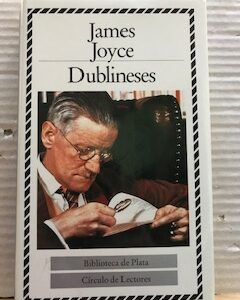 James
Joyce
Dublineses
Biblioteca de Plata
Círculo de Lectores